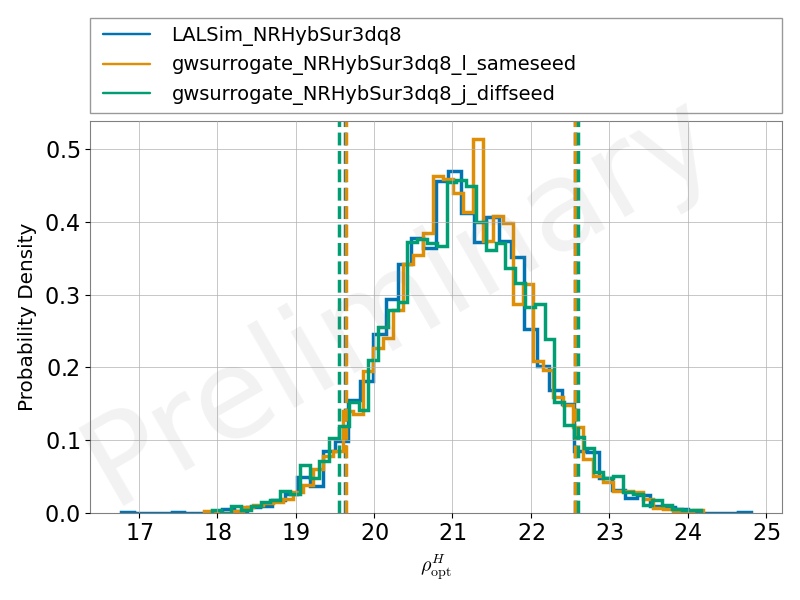 LALSim_NRHybSur3dq8
gwsurrogate_NRHybSur3dq8_l_sameseed
gwsurrogate_NRHybSur3dq8_j_diffseed
Preliminary
Probability Density
0.5
0.4
0.3
0.2
0.1
0.0
17 18 19 20 21 22 23 24 25
ρ_opt^H